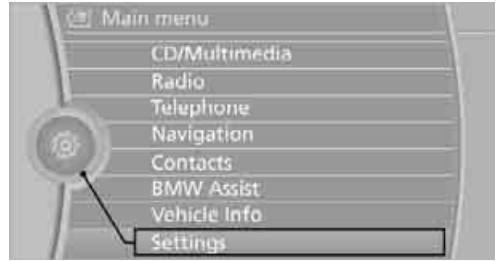 Main menu
CD/Multimedia
Radio
Telephone
Navigation
Contacts
BMW Assist
Vehicle Info
Settings